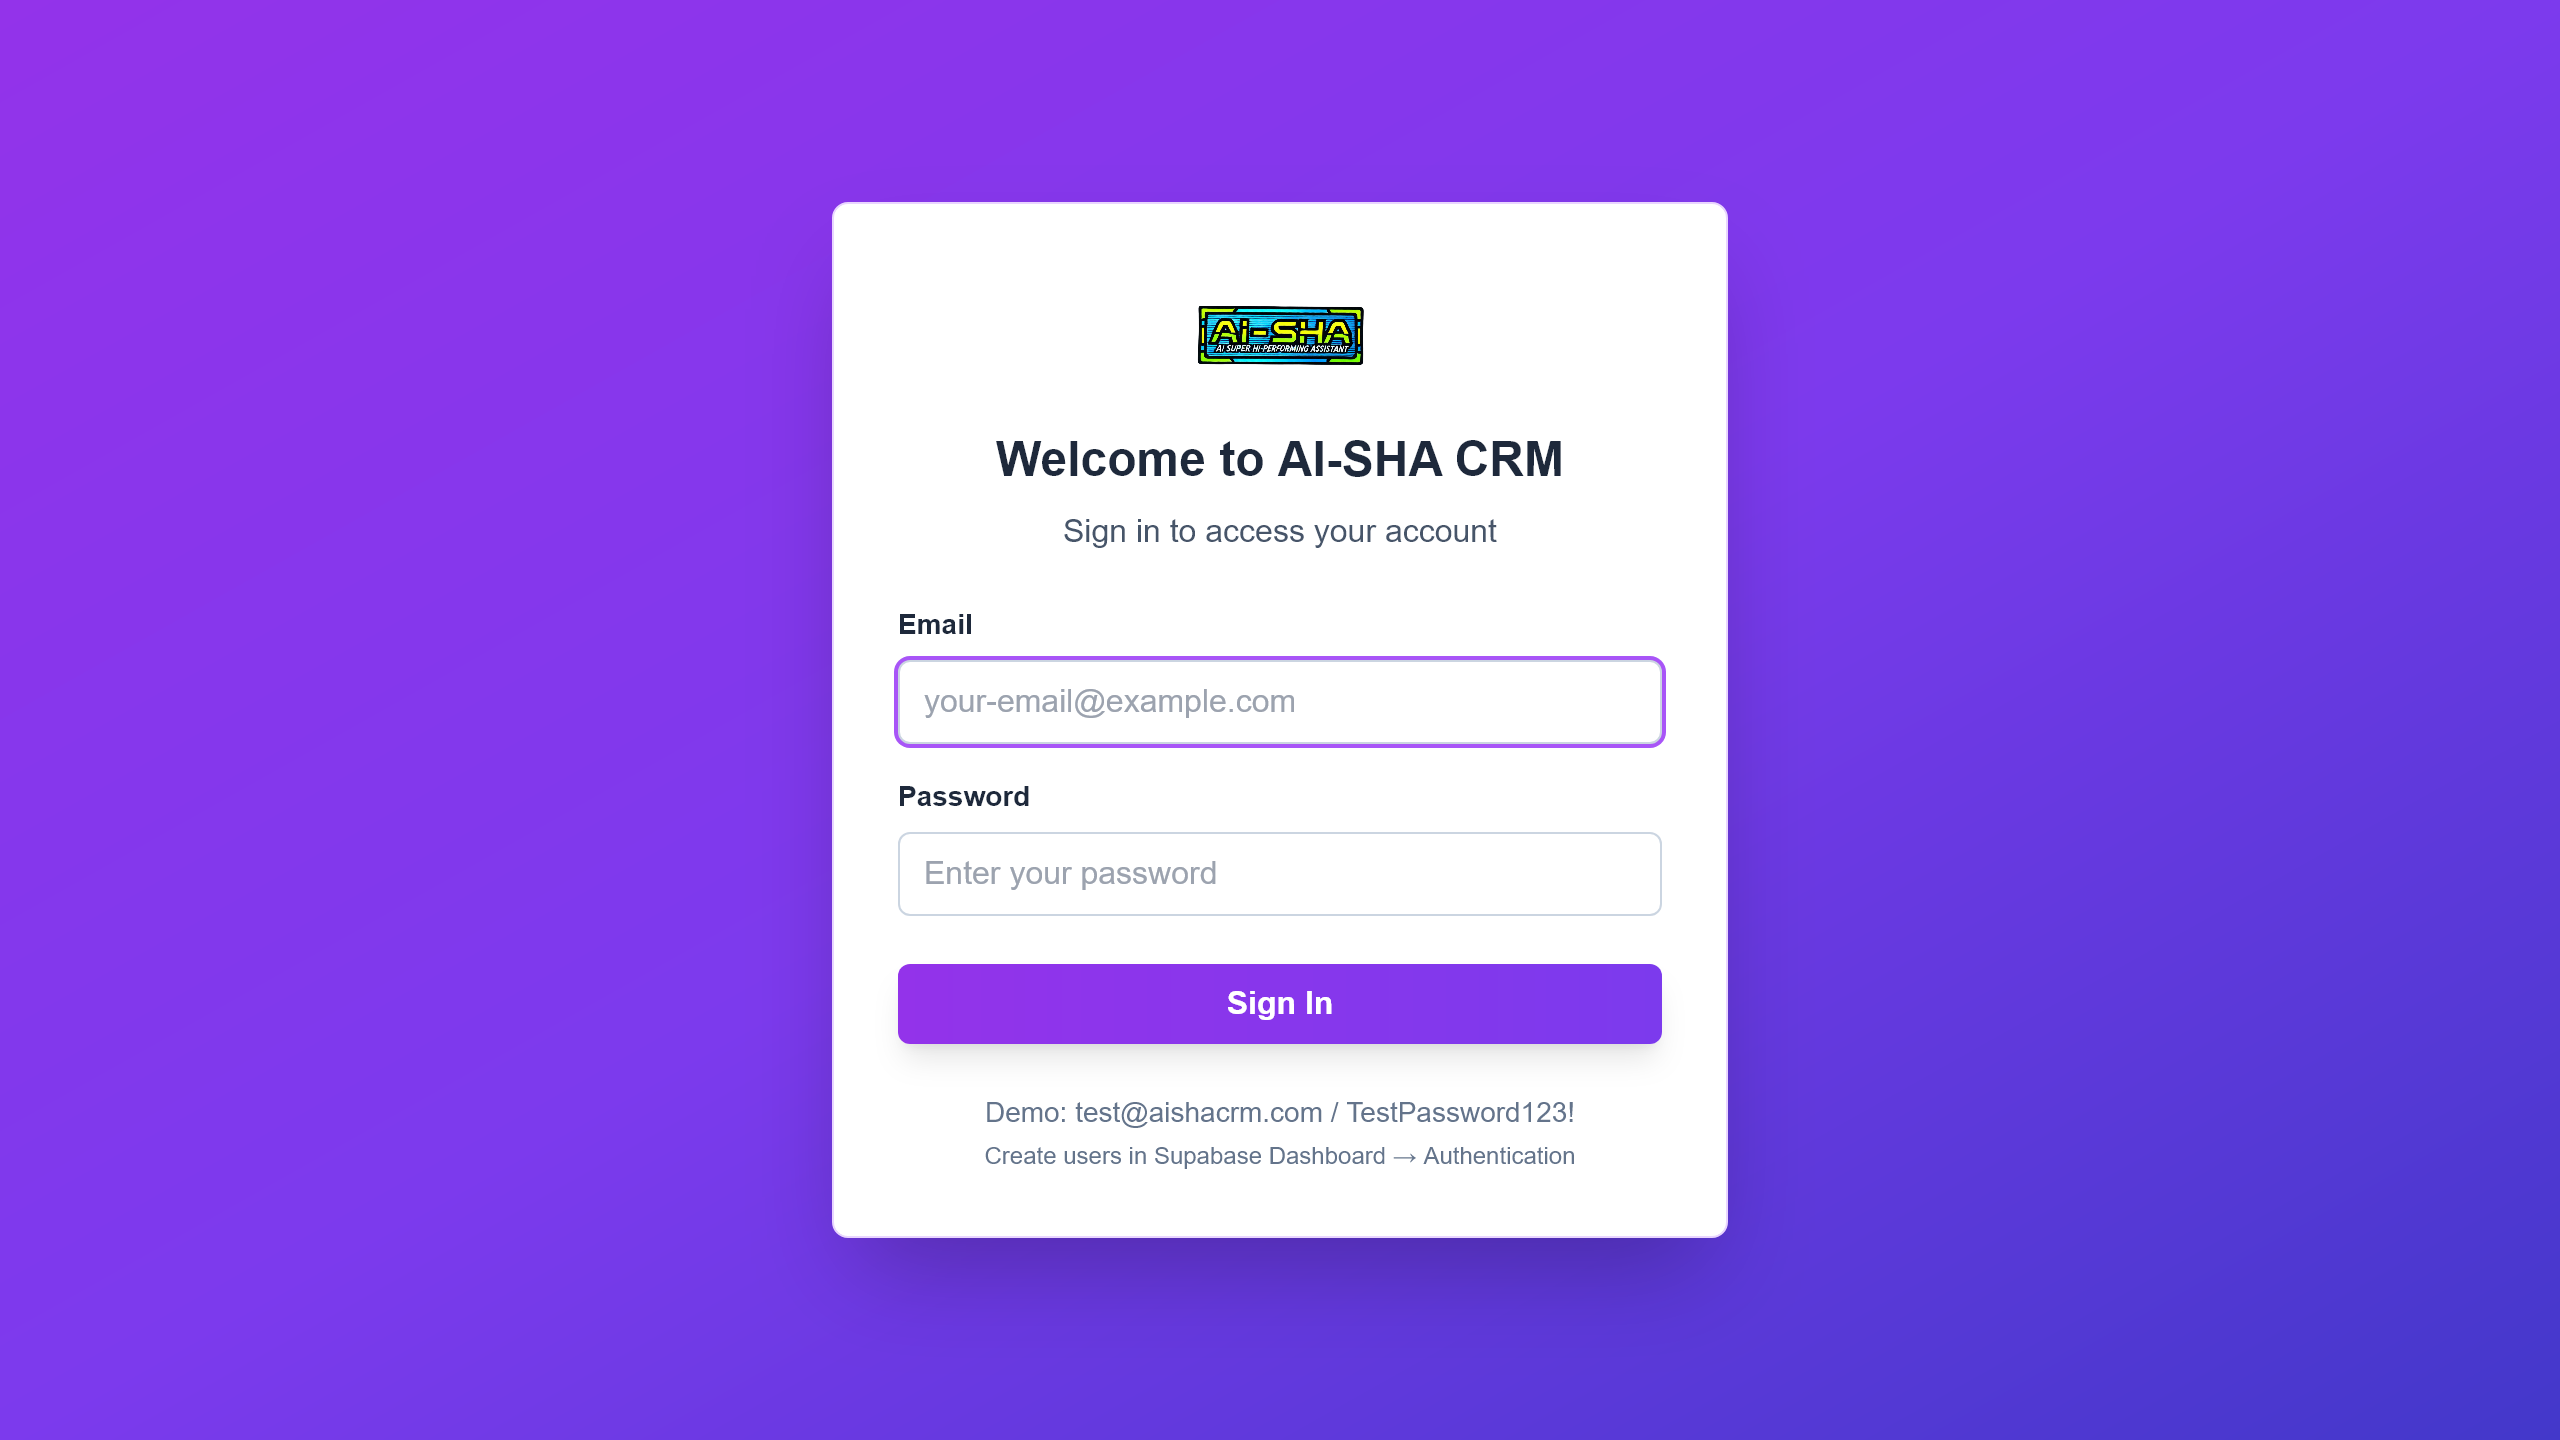 Ai-SHA
AI SUPER HI-PERFORMING ASSISTANT
Welcome to AI-SHA CRM
Sign in to access your account
Email
your-email@example.com
Password
Enter your password
Sign In
Demo: test@aishacrm.com / TestPassword123!
Create users in Supabase Dashboard → Authentication